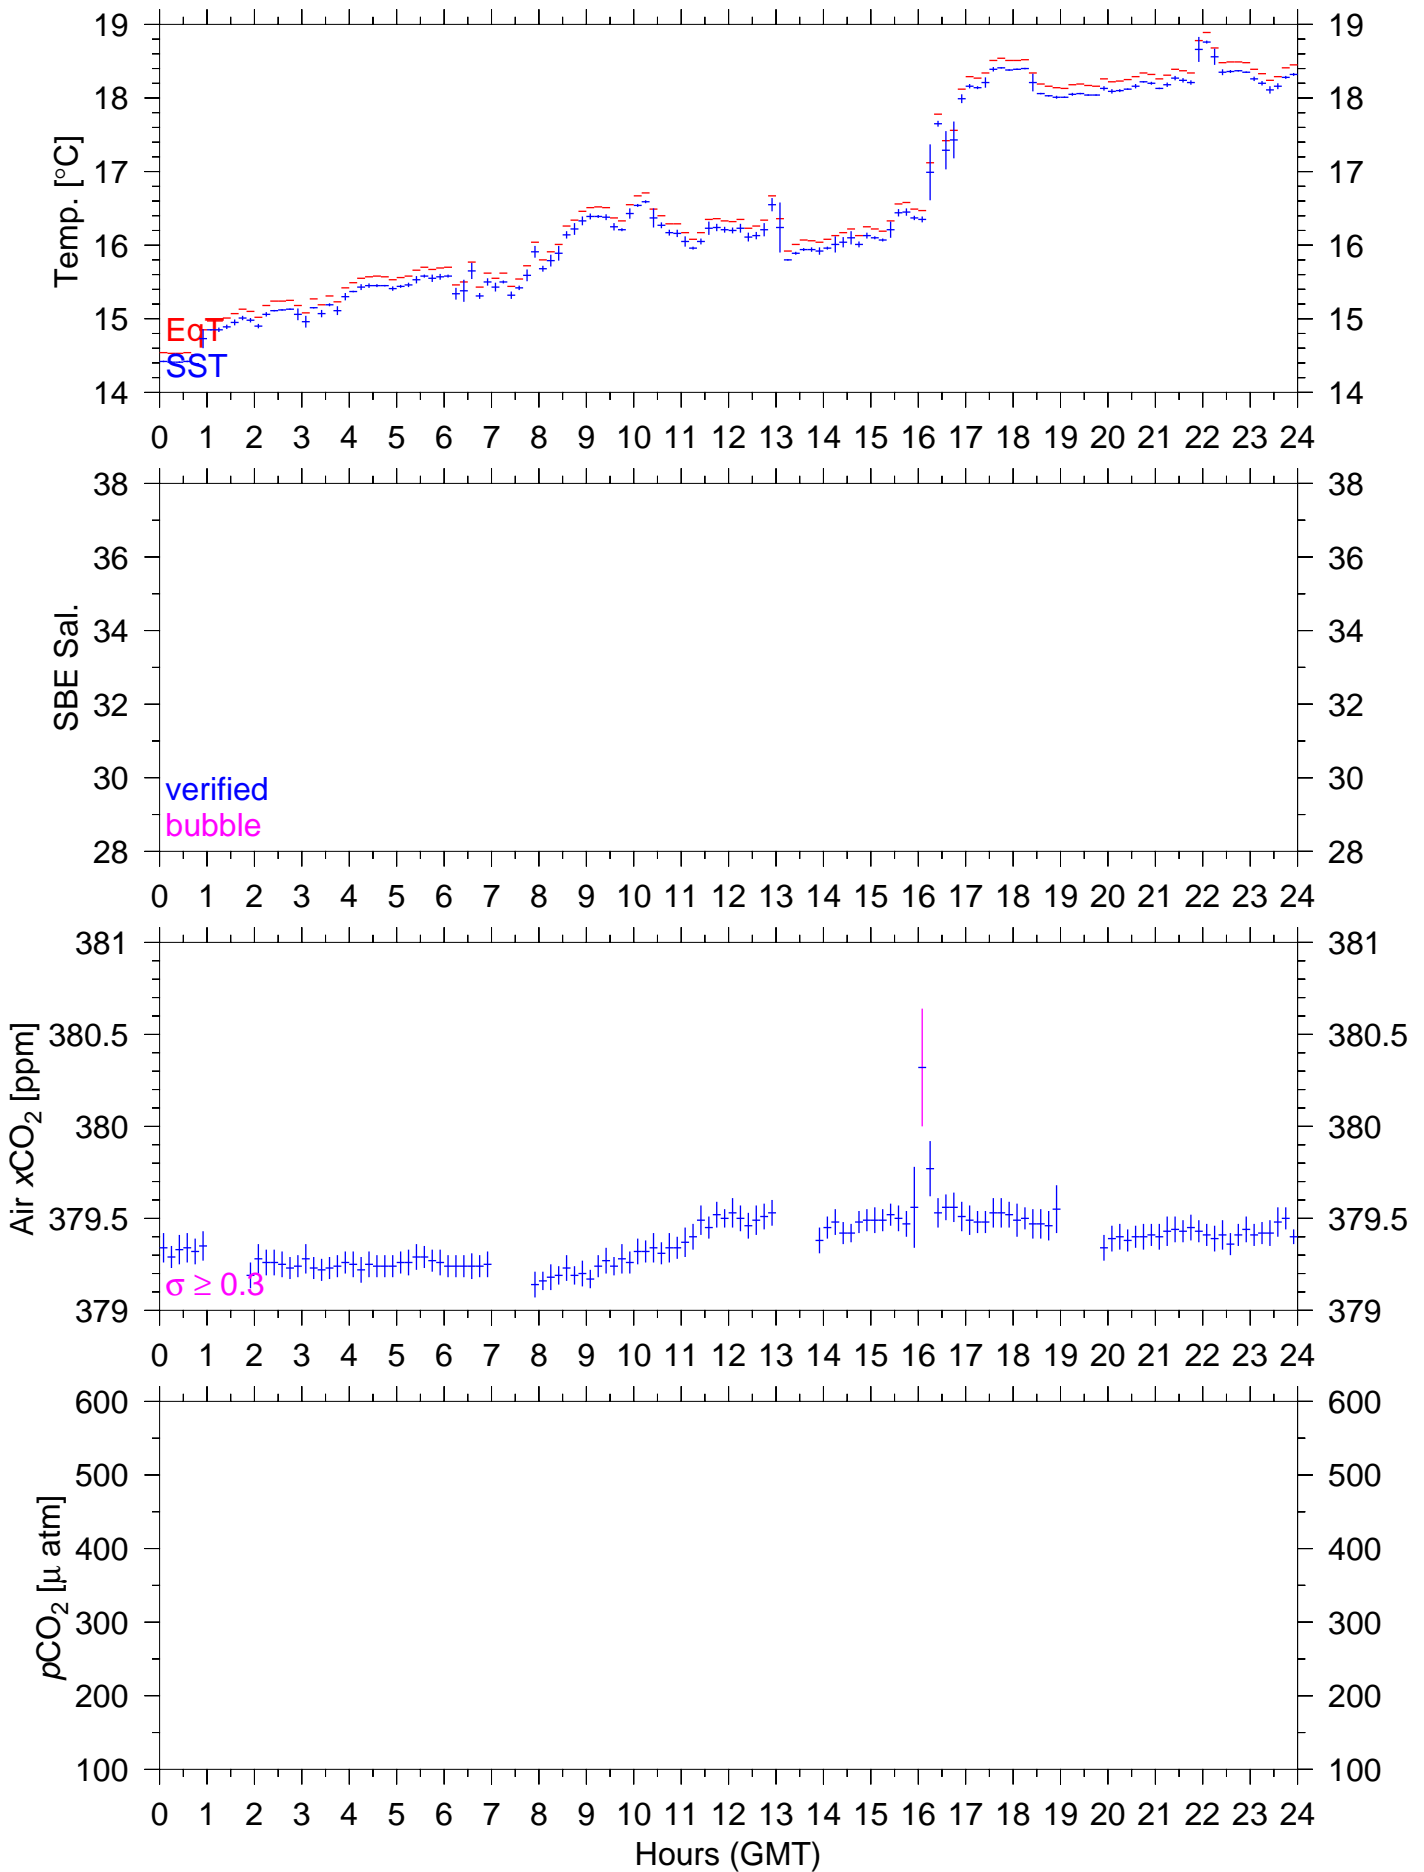 19 19
18 18
17 17
16 16
15 15
14 14
Temp. [°C]
EqT
SST
0 1 2 3 4 5 6 7 8 9 10 11 12 13 14 15 16 17 18 19 20 21 22 23 24
38 38
36 36
34 34
32 32
30 30
28 28
SBE Sal.
verified
bubble
0 1 2 3 4 5 6 7 8 9 10 11 12 13 14 15 16 17 18 19 20 21 22 23 24
381 381
380.5 380.5
380 380
379.5 379.5
379 379
Air xCO₂ [ppm]
σ ≥ 0.3
0 1 2 3 4 5 6 7 8 9 10 11 12 13 14 15 16 17 18 19 20 21 22 23 24
600 600
500 500
400 400
300 300
200 200
100 100
pCO₂ [µ atm]
0 1 2 3 4 5 6 7 8 9 10 11 12 13 14 15 16 17 18 19 20 21 22 23 24
Hours (GMT)